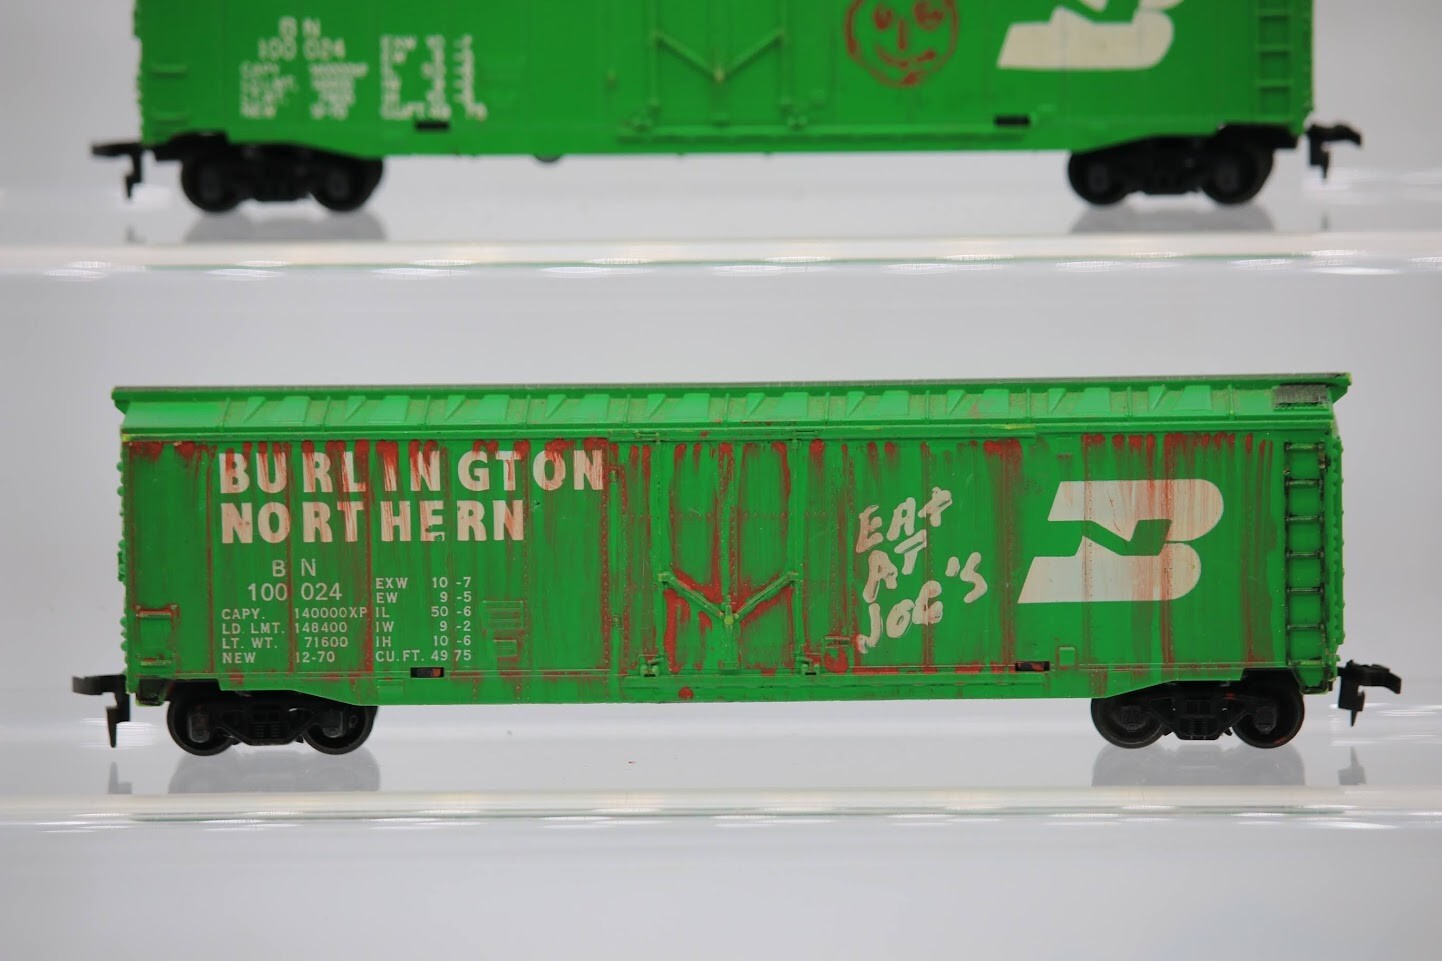 BN
100 024
NEW
BURLINGTON
NORTHERN
BN
100 024
CAPY. 140000XP
LD. LMT. 148400
LT. WT. 71600
NEW 12-70
EXW 10-7
EW 9-5
IL 50-6
IW 9-2
IH 10-6
CU.FT. 4975
EAT
AT
JOE'S
BN